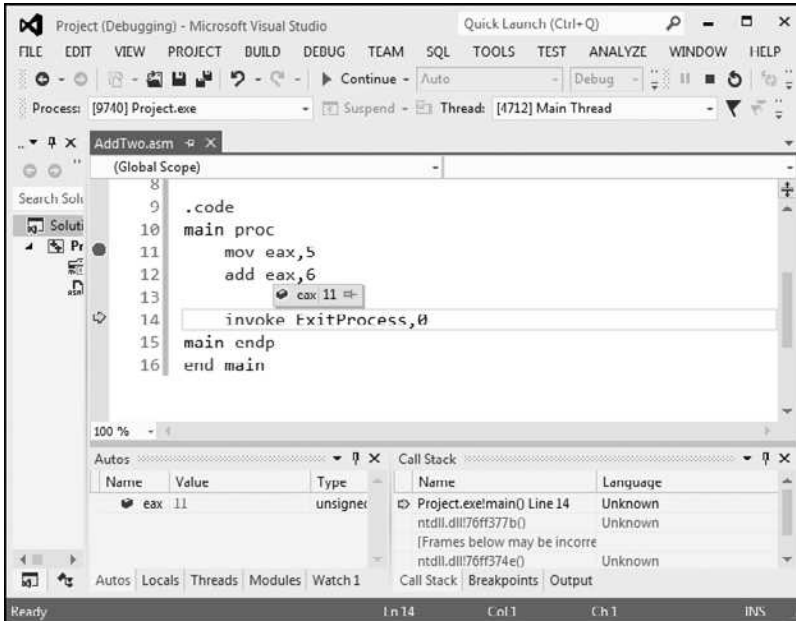 Project (Debugging) - Microsoft Visual Studio
Quick Launch (Ctrl+Q)
FILE EDIT VIEW PROJECT BUILD DEBUG TEAM SQL TOOLS TEST ANALYZE WINDOW HELP
Continue Auto Debug
Process: [9740] Project.exe Suspend Thread: [4712] Main Thread
AddTwo.asm
(Global Scope)
Search Solu
Soluti
Pr
8
9 .code
10 main proc
11 mov eax,5
12 add eax,6
13
eax 11
14 invoke ExitProcess,0
15 main endp
16 end main
100 %
Autos
Name Value Type
eax 11 unsigned
Autos Locals Threads Modules Watch 1
Call Stack
Name Language
Project.exe!main() Line 14 Unknown
ntdll.dll!76ff377b() Unknown
[Frames below may be incorre
ntdll.dll!76ff374e() Unknown
Call Stack Breakpoints Output
Ready Ln 14 Col 1 Ch 1 INS